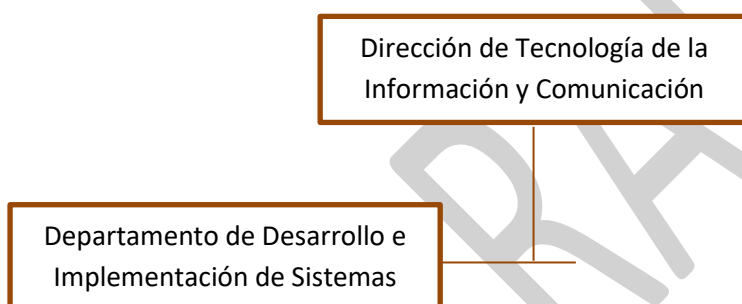 Dirección de Tecnología de la
Información y Comunicación
Departamento de Desarrollo e
Implementación de Sistemas